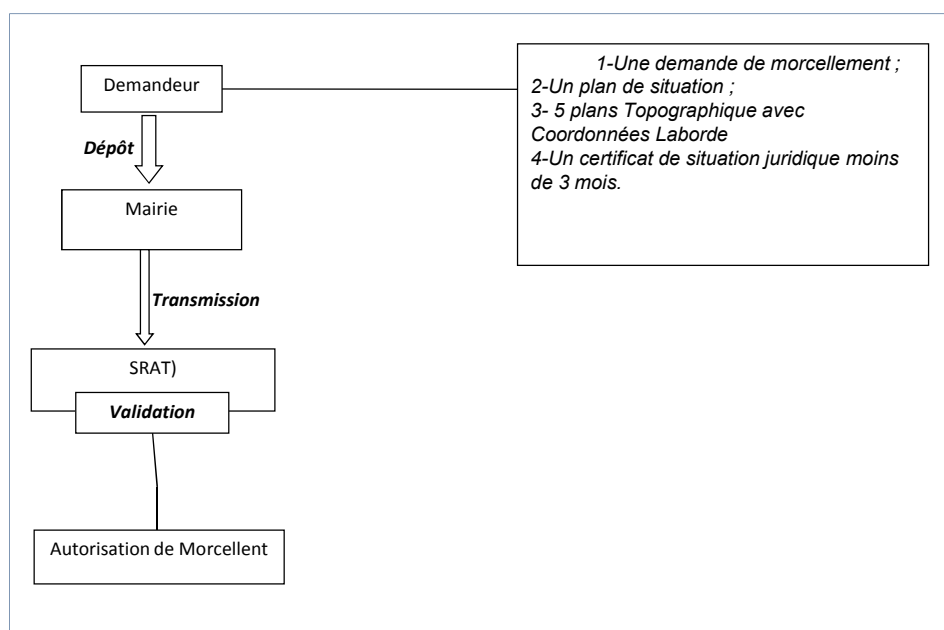 Demandeur
1-Une demande de morcellement ;
2-Un plan de situation ;
3- 5 plans Topographique avec
Coordonnées Laborde
4-Un certificat de situation juridique moins
de 3 mois.
Dépôt
Mairie
Transmission
SRAT)
Validation
Autorisation de Morcellent